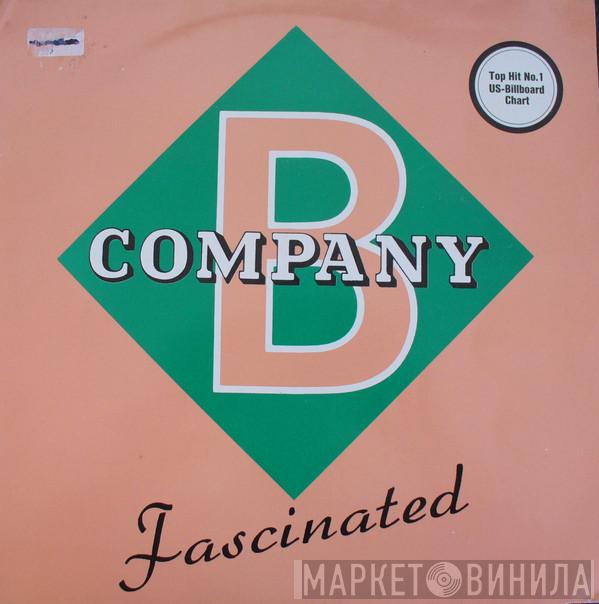 Top Hit No.1
US-Billboard
Chart
B
COMPANY
Fascinated
МАРКЕТ ВИНИЛА